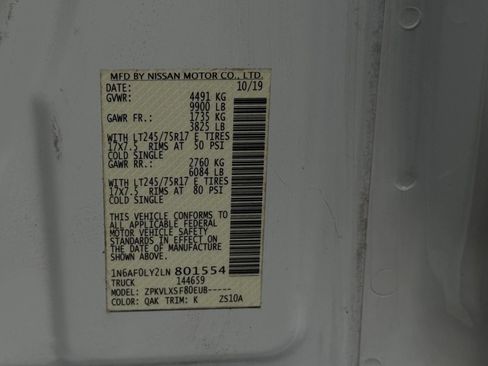 MFD BY NISSAN MOTOR CO., LTD.
DATE: 10/19
GVWR: 4491 KG
9900 LB
GAWR FR.: 1735 KG
3825 LB
WITH LT245/75R17 E TIRES
17X7.5 RIMS AT 50 PSI
COLD SINGLE
GAWR RR.: 2760 KG
6084 LB
WITH LT245/75R17 E TIRES
17X7.5 RIMS AT 80 PSI
COLD SINGLE
THIS VEHICLE CONFORMS TO
ALL APPLICABLE FEDERAL
MOTOR VEHICLE SAFETY
STANDARDS IN EFFECT ON
THE DATE OF MANUFACTURE
SHOWN ABOVE.
1N6AF0LY2LN 801554
TRUCK 144659
MODEL: ZPKVLXSF80EUB-----
COLOR: QAK TRIM: K ZS10A